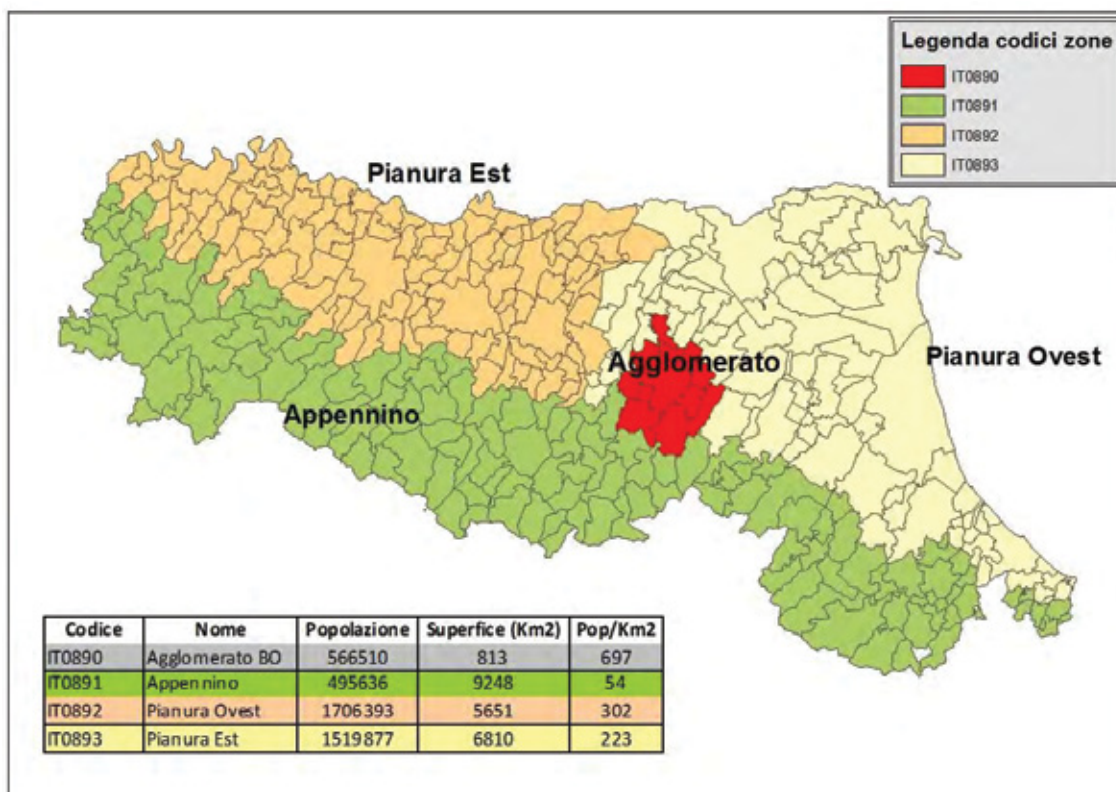 Legenda codici zone
IT0890
IT0891
IT0892
IT0893
Pianura Est
Agglomerato
Pianura Ovest
Appennino
Codice Nome Popolazione Superfice (Km2) Pop/Km2
IT0890 Agglomerato BO 566510 813 697
IT0891 Appennino 495636 9248 54
IT0892 Pianura Ovest 1706393 5651 302
IT0893 Pianura Est 1519877 6810 223